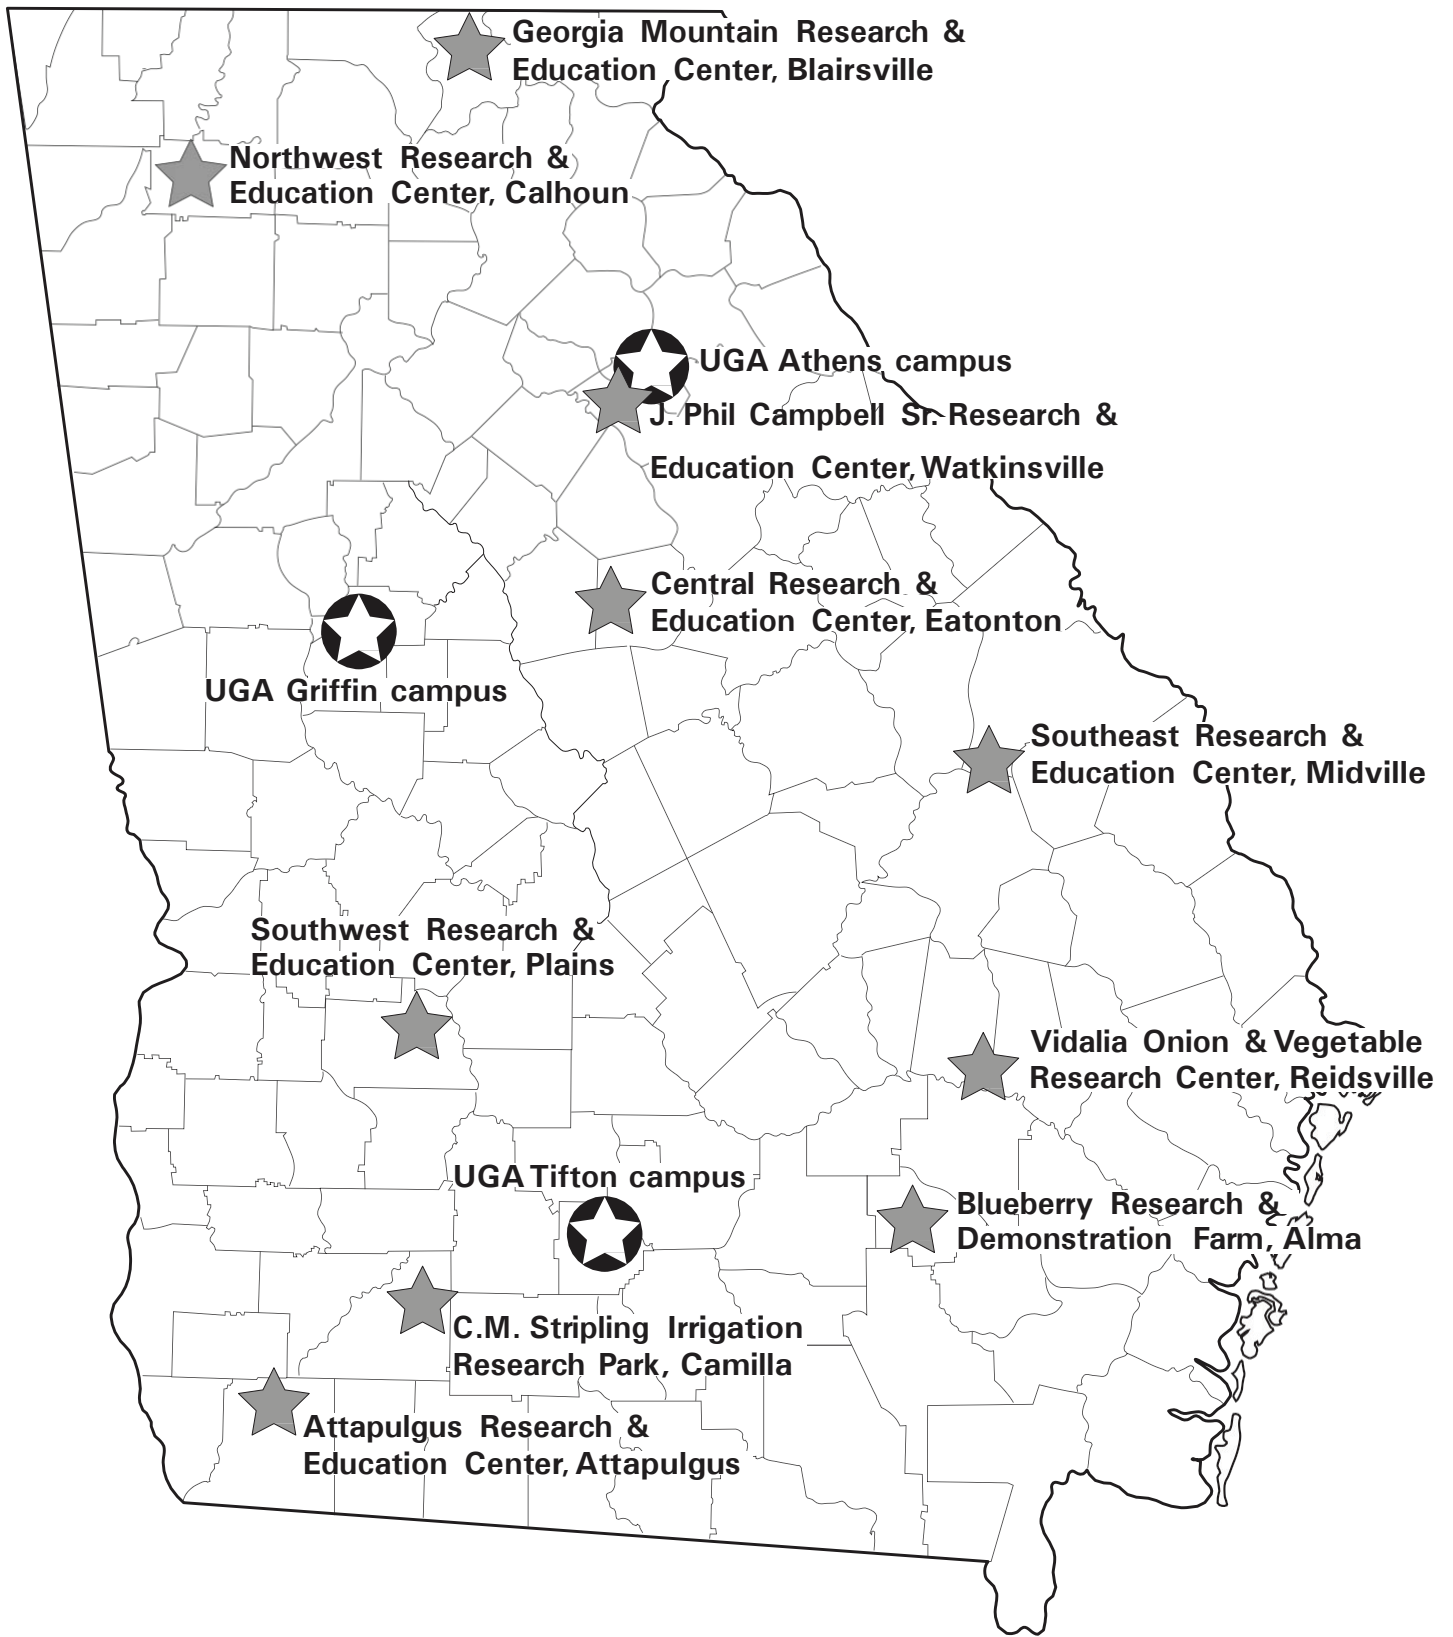 Georgia Mountain Research &
Education Center, Blairsville
Northwest Research &
Education Center, Calhoun
UGA Athens campus
J. Phil Campbell Sr. Research &
Education Center, Watkinsville
Central Research &
Education Center, Eatonton
UGA Griffin campus
Southeast Research &
Education Center, Midville
Southwest Research &
Education Center, Plains
Vidalia Onion & Vegetable
Research Center, Reidsville
UGA Tifton campus
Blueberry Research &
Demonstration Farm, Alma
C.M. Stripling Irrigation
Research Park, Camilla
Attapulgus Research &
Education Center, Attapulgus